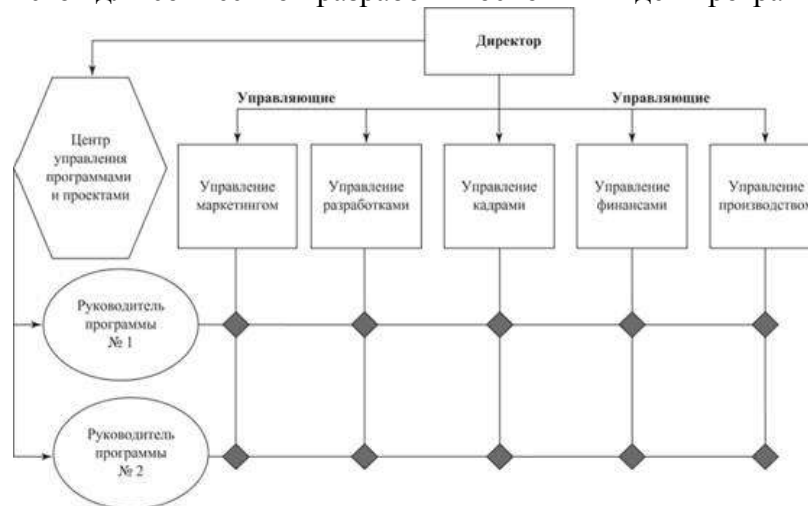 Директор
Управляющие
Управляющие
Центр
управления
программами
и проектами
Управление
маркетингом
Управление
разработками
Управление
кадрами
Управление
финансами
Управление
производством
Руководитель
программы
№ 1
Руководитель
программы
№ 2